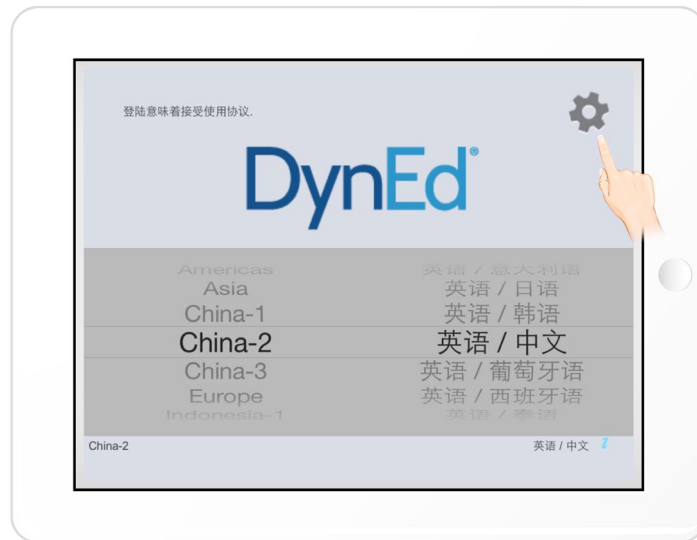 登陆意味着接受使用协议.
DynEd®
Americas 英语 / 意大利语
Asia 英语 / 日语
China-1 英语 / 韩语
China-2 英语 / 中文
China-3 英语 / 葡萄牙语
Europe 英语 / 西班牙语
Indonesia-1 英语 / 泰语
China-2 英语 / 中文 i